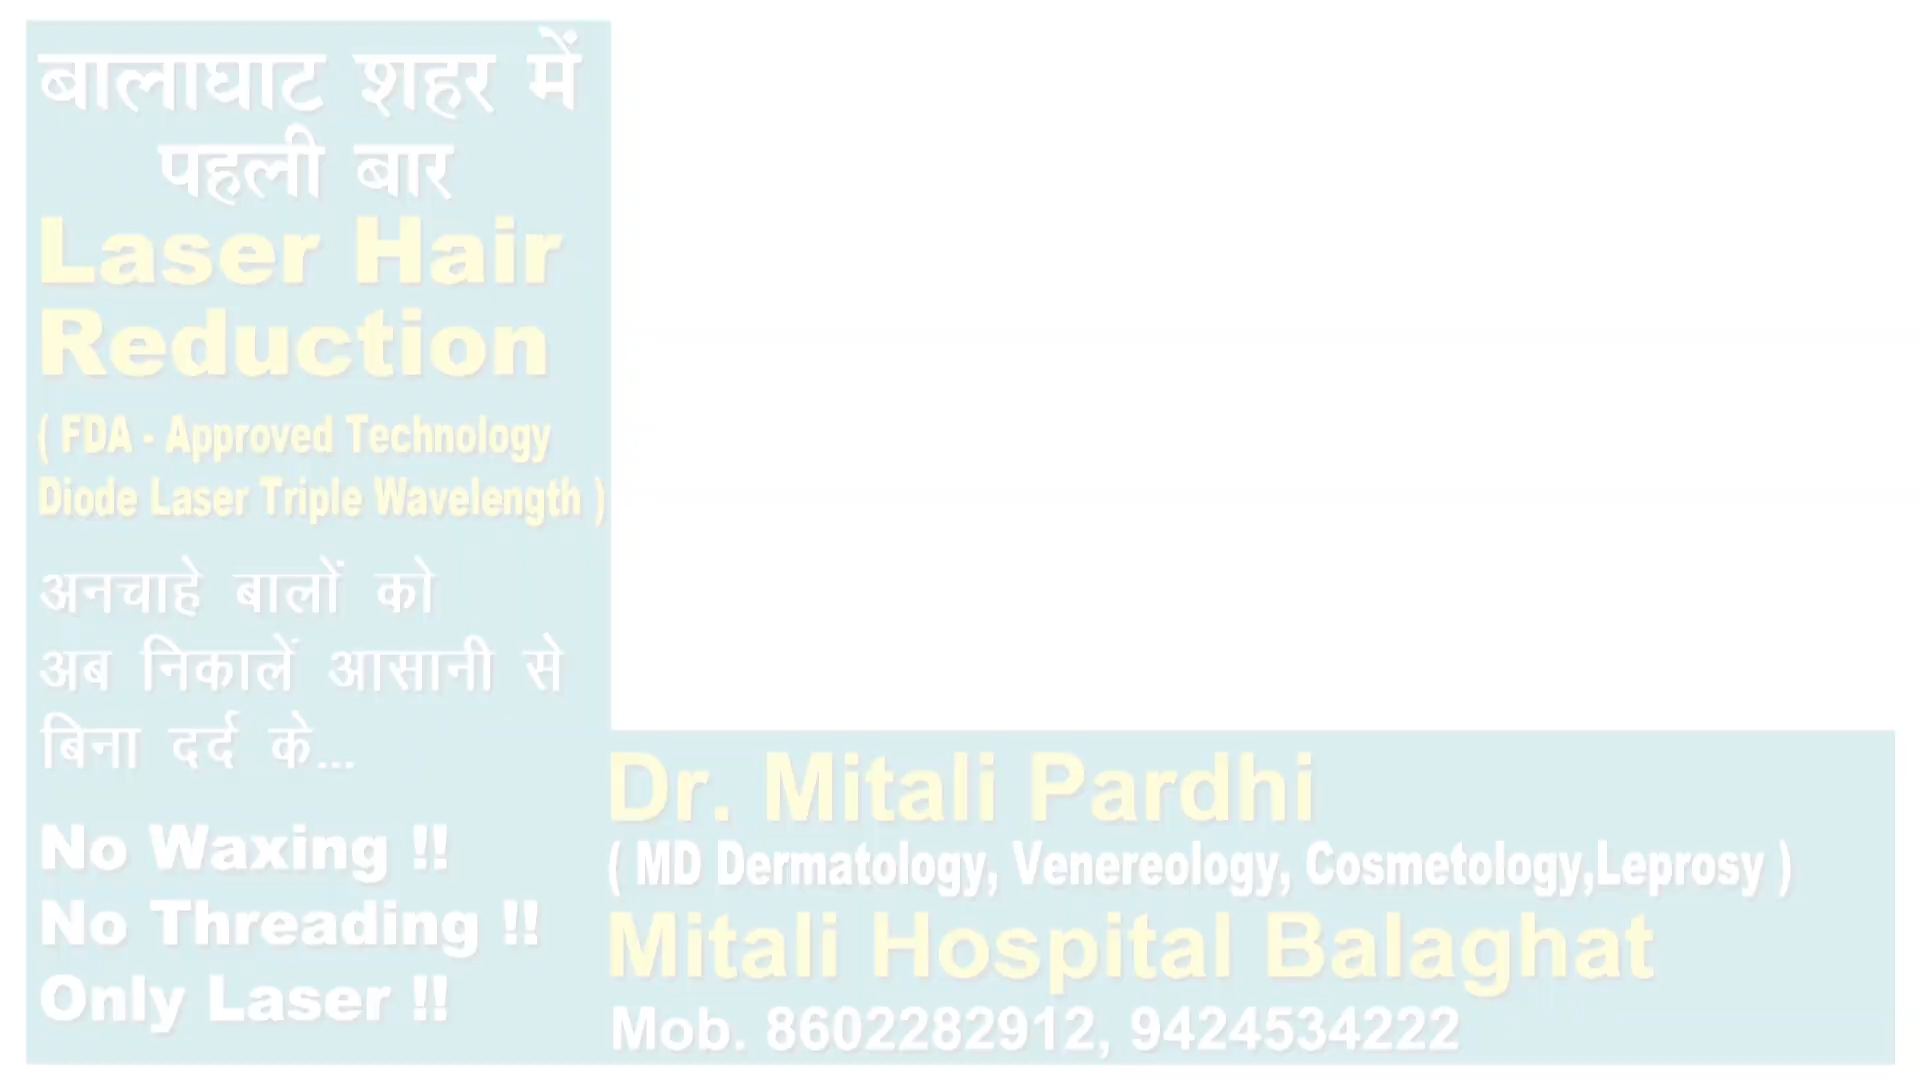 बालाघाट शहर में
पहली बार
Laser Hair
Reduction
( FDA - Approved Technology
Diode Laser Triple Wavelength )
अनचाहे बालों को
अब निकालें आसानी से
बिना दर्द के...
No Waxing !!
No Threading !!
Only Laser !!
Dr. Mitali Pardhi
( MD Dermatology, Venereology, Cosmetology,Leprosy )
Mitali Hospital Balaghat
Mob. 8602282912, 9424534222